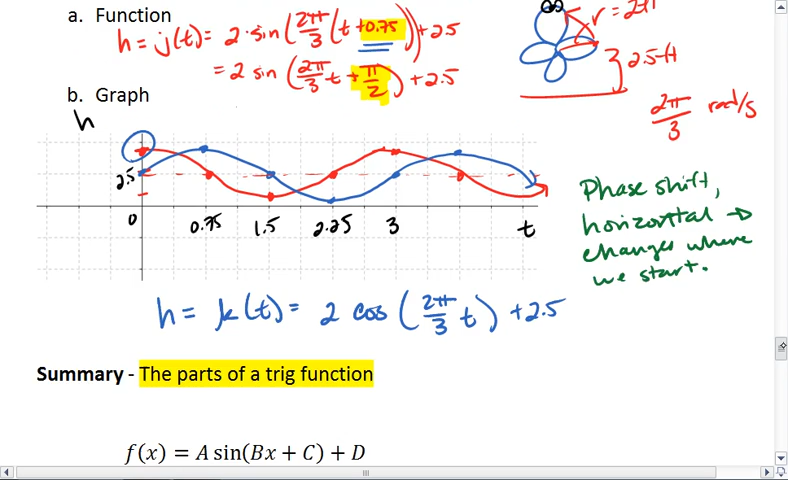 a. Function
h = j(t) = 2·sin(2π/3 (t + 0.75)) + 2.5
= 2 sin(2π/3 t + π/2) + 2.5
2.5 ft
2π/3 rad/s
b. Graph
h
2.5
0 0.75 1.5 2.25 3 t
Phase shift,
horizontal →
changes where
we start.
h = k(t) = 2 cos(2π/3 t) + 2.5
Summary - The parts of a trig function
f(x) = A sin(Bx + C) + D